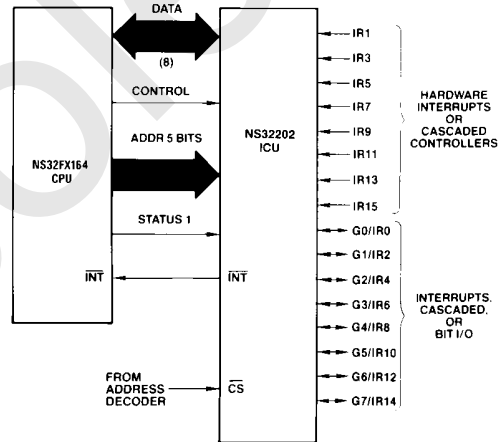 DATA
(8)
CONTROL
ADDR 5 BITS
NS32FX164
CPU
STATUS 1
INT
NS32202
ICU
INT
FROM
ADDRESS
DECODER
CS
IR1
IR3
IR5
IR7
IR9
IR11
IR13
IR15
HARDWARE
INTERRUPTS
OR
CASCADED
CONTROLLERS
G0/IR0
G1/IR2
G2/IR4
G3/IR6
G4/IR8
G5/IR10
G6/IR12
G7/IR14
INTERRUPTS,
CASCADED,
OR
BIT I/O